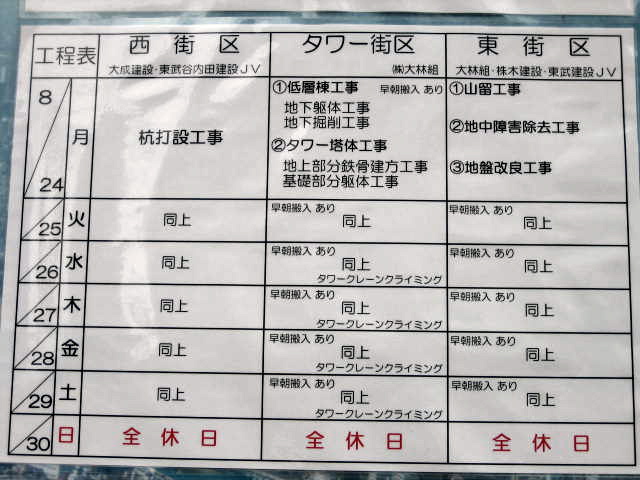 工程表 西街区 タワー街区 東街区
大成建設・東武谷内田建設JV ㈱大林組 大林組・株木建設・東武建設JV
8/24 月 杭打設工事
①低層棟工事 早朝搬入 あり
地下躯体工事
地下掘削工事
②タワー塔体工事
地上部分鉄骨建方工事
基礎部分躯体工事
①山留工事
②地中障害除去工事
③地盤改良工事
早朝搬入 あり 早朝搬入 あり
25 火 同上 同上 同上
早朝搬入 あり 早朝搬入 あり
26 水 同上 同上 同上
タワークレーンクライミング
早朝搬入 あり 早朝搬入 あり
27 木 同上 同上 同上
タワークレーンクライミング
早朝搬入 あり 早朝搬入 あり
28 金 同上 同上 同上
タワークレーンクライミング
早朝搬入 あり 早朝搬入 あり
29 土 同上 同上 同上
タワークレーンクライミング
30 日 全休日 全休日 全休日